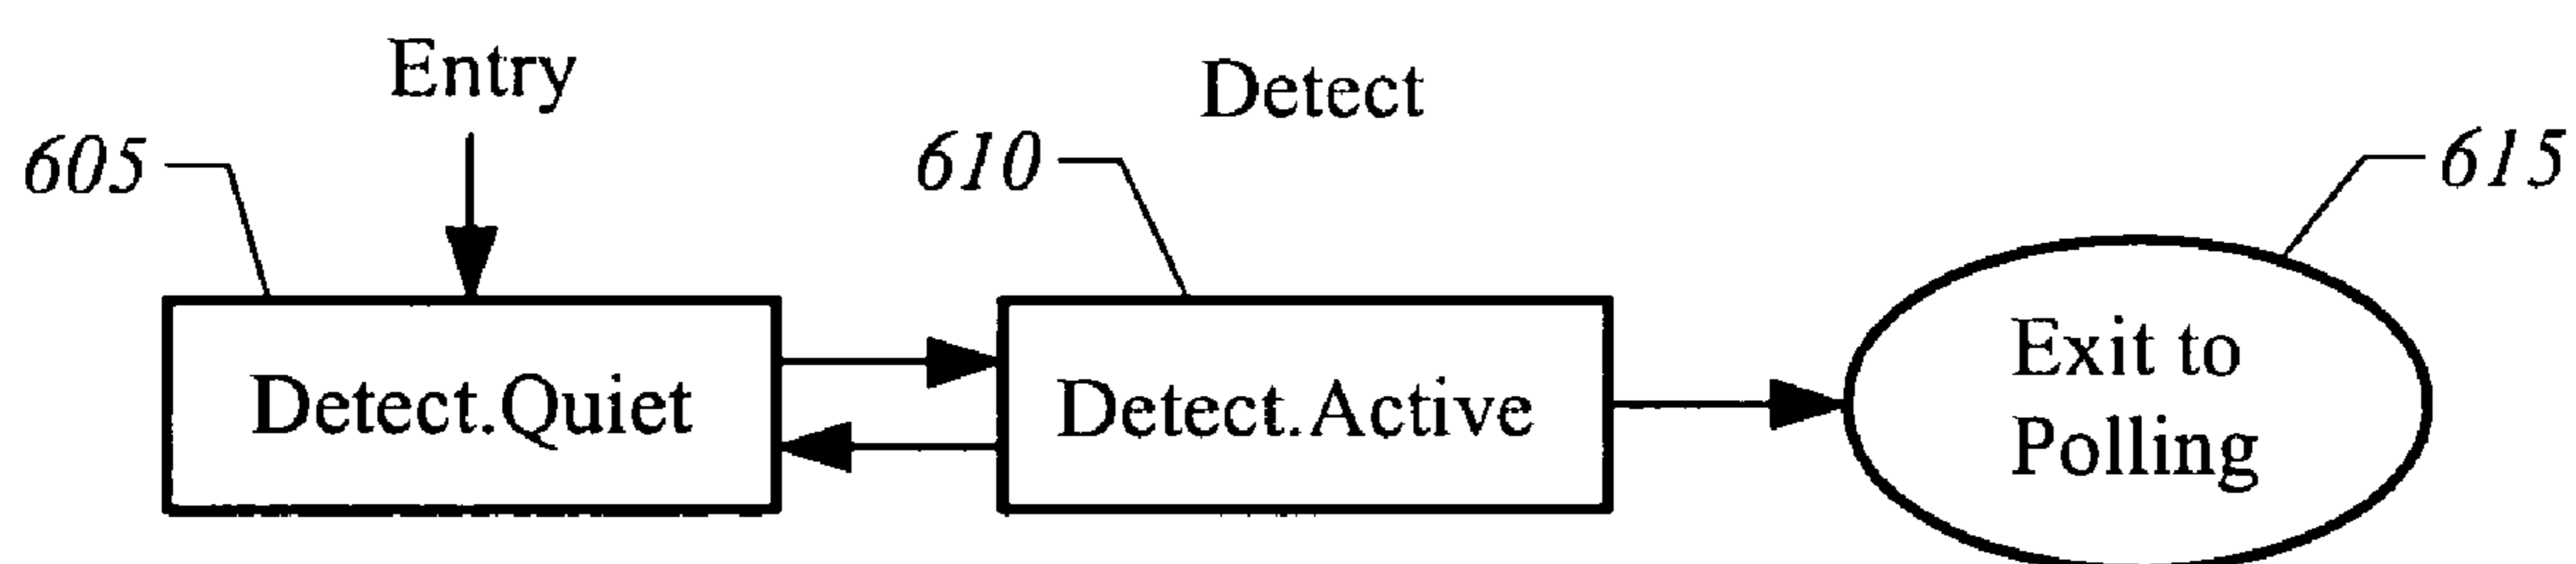 Entry
Detect
605
610
615
Detect.Quiet
Detect.Active
Exit to
Polling